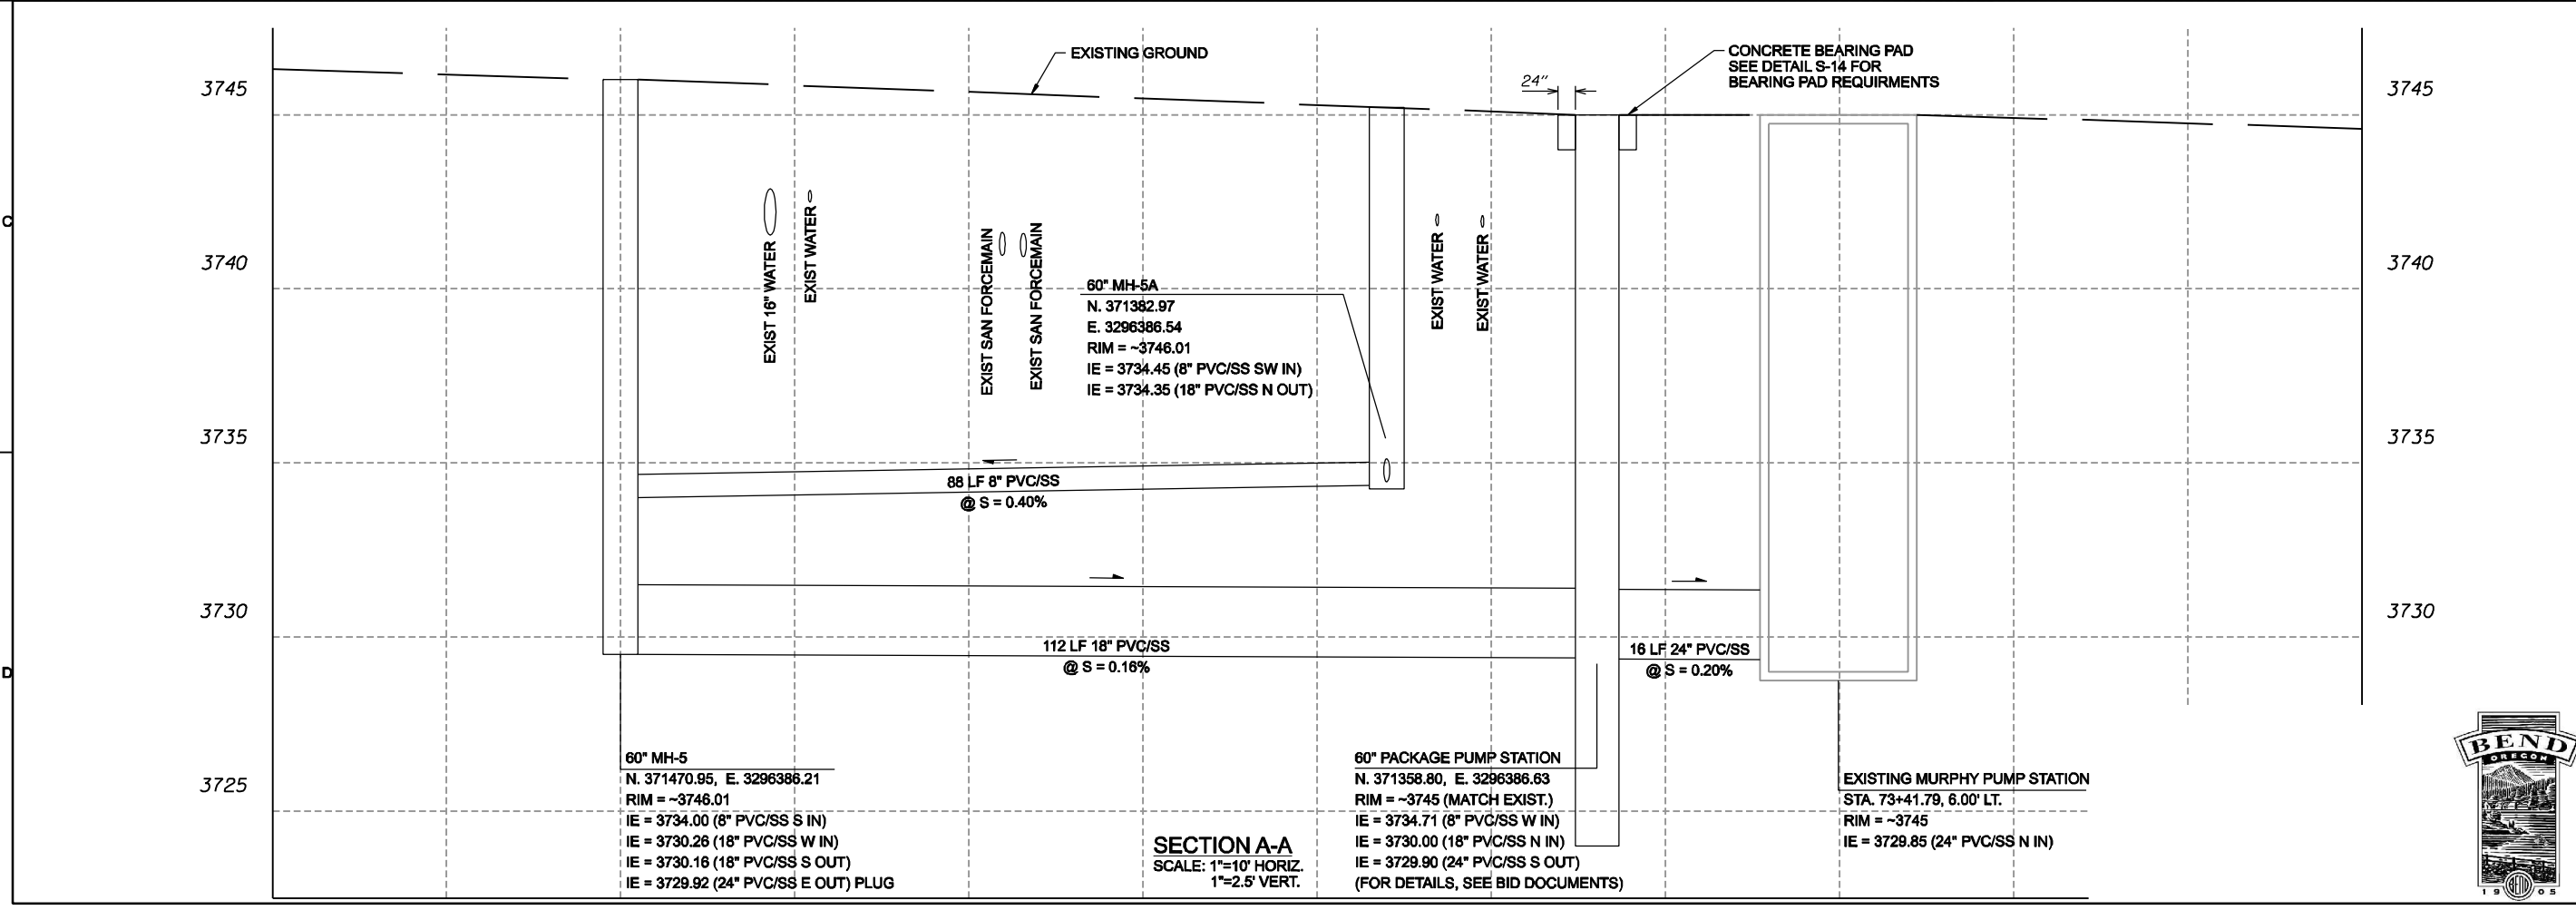 EXISTING GROUND
24"
CONCRETE BEARING PAD
SEE DETAIL S-14 FOR
BEARING PAD REQUIRMENTS
3745
3745
C
EXIST 16" WATER
EXIST WATER
EXIST SAN FORCEMAIN
EXIST SAN FORCEMAIN
EXIST WATER
EXIST WATER
3740
3740
60" MH-5A
N. 371382.97
E. 3296386.54
RIM = ~3746.01
IE = 3734.45 (8" PVC/SS SW IN)
IE = 3734.35 (18" PVC/SS N OUT)
3735
3735
88 LF 8" PVC/SS
@ S = 0.40%
3730
3730
112 LF 18" PVC/SS
@ S = 0.16%
16 LF 24" PVC/SS
@ S = 0.20%
D
3725
60" MH-5
N. 371470.95, E. 3296386.21
RIM = ~3746.01
IE = 3734.00 (8" PVC/SS S IN)
IE = 3730.26 (18" PVC/SS W IN)
IE = 3730.16 (18" PVC/SS S OUT)
IE = 3729.92 (24" PVC/SS E OUT) PLUG
SECTION A-A
SCALE: 1"=10' HORIZ.
1"=2.5' VERT.
60" PACKAGE PUMP STATION
N. 371358.80, E. 3296386.63
RIM = ~3745 (MATCH EXIST.)
IE = 3734.71 (8" PVC/SS W IN)
IE = 3730.00 (18" PVC/SS N IN)
IE = 3729.90 (24" PVC/SS S OUT)
(FOR DETAILS, SEE BID DOCUMENTS)
EXISTING MURPHY PUMP STATION
STA. 73+41.79, 6.00' LT.
RIM = ~3745
IE = 3729.85 (24" PVC/SS N IN)
BEND
OREGON
BEND
1905